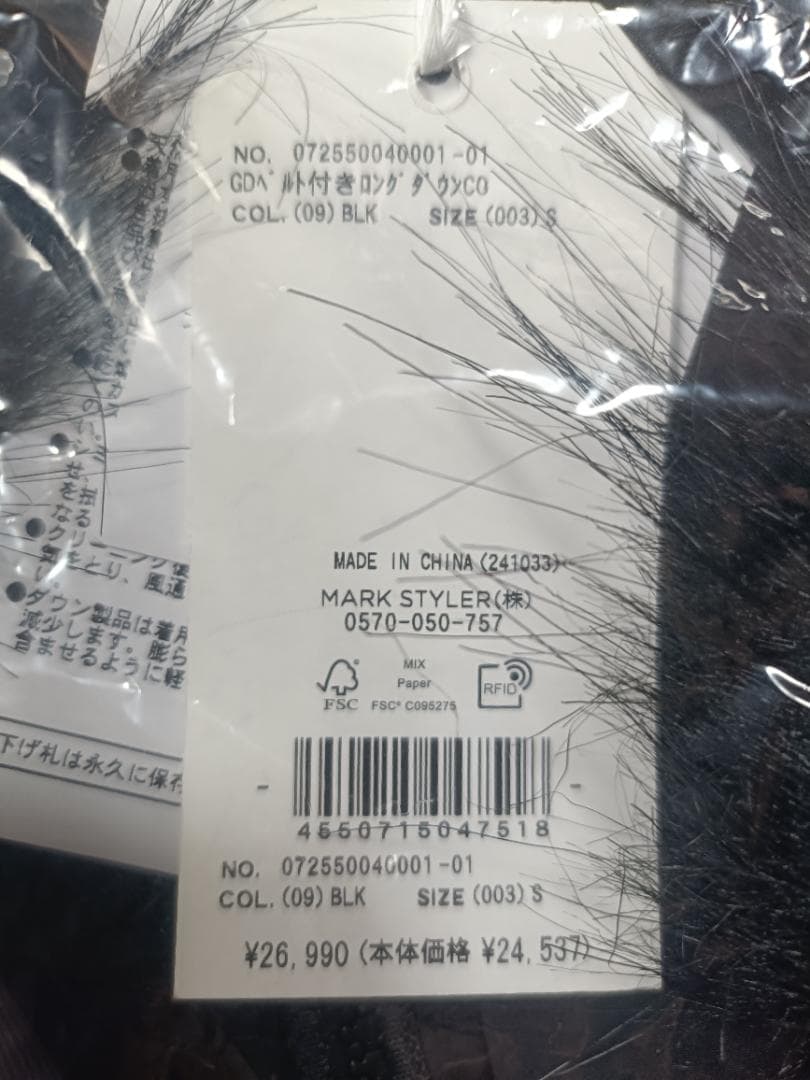 NO. 072550040001-01
GDﾍﾞﾙﾄ付きﾛﾝｸﾞﾀﾞｳﾝCO
COL. (09) BLK SIZE (003) S
MADE IN CHINA (241033)
MARK STYLER(株)
0570-050-757
FSC
MIX
Paper
FSC® C095275
RFID
4550715047518
NO. 072550040001-01
COL. (09) BLK SIZE (003) S
¥26,990 (本体価格 ¥24,537)
ダウン製品は着用
減少します。膨ら
含ませるように軽
下げ札は永久に保存